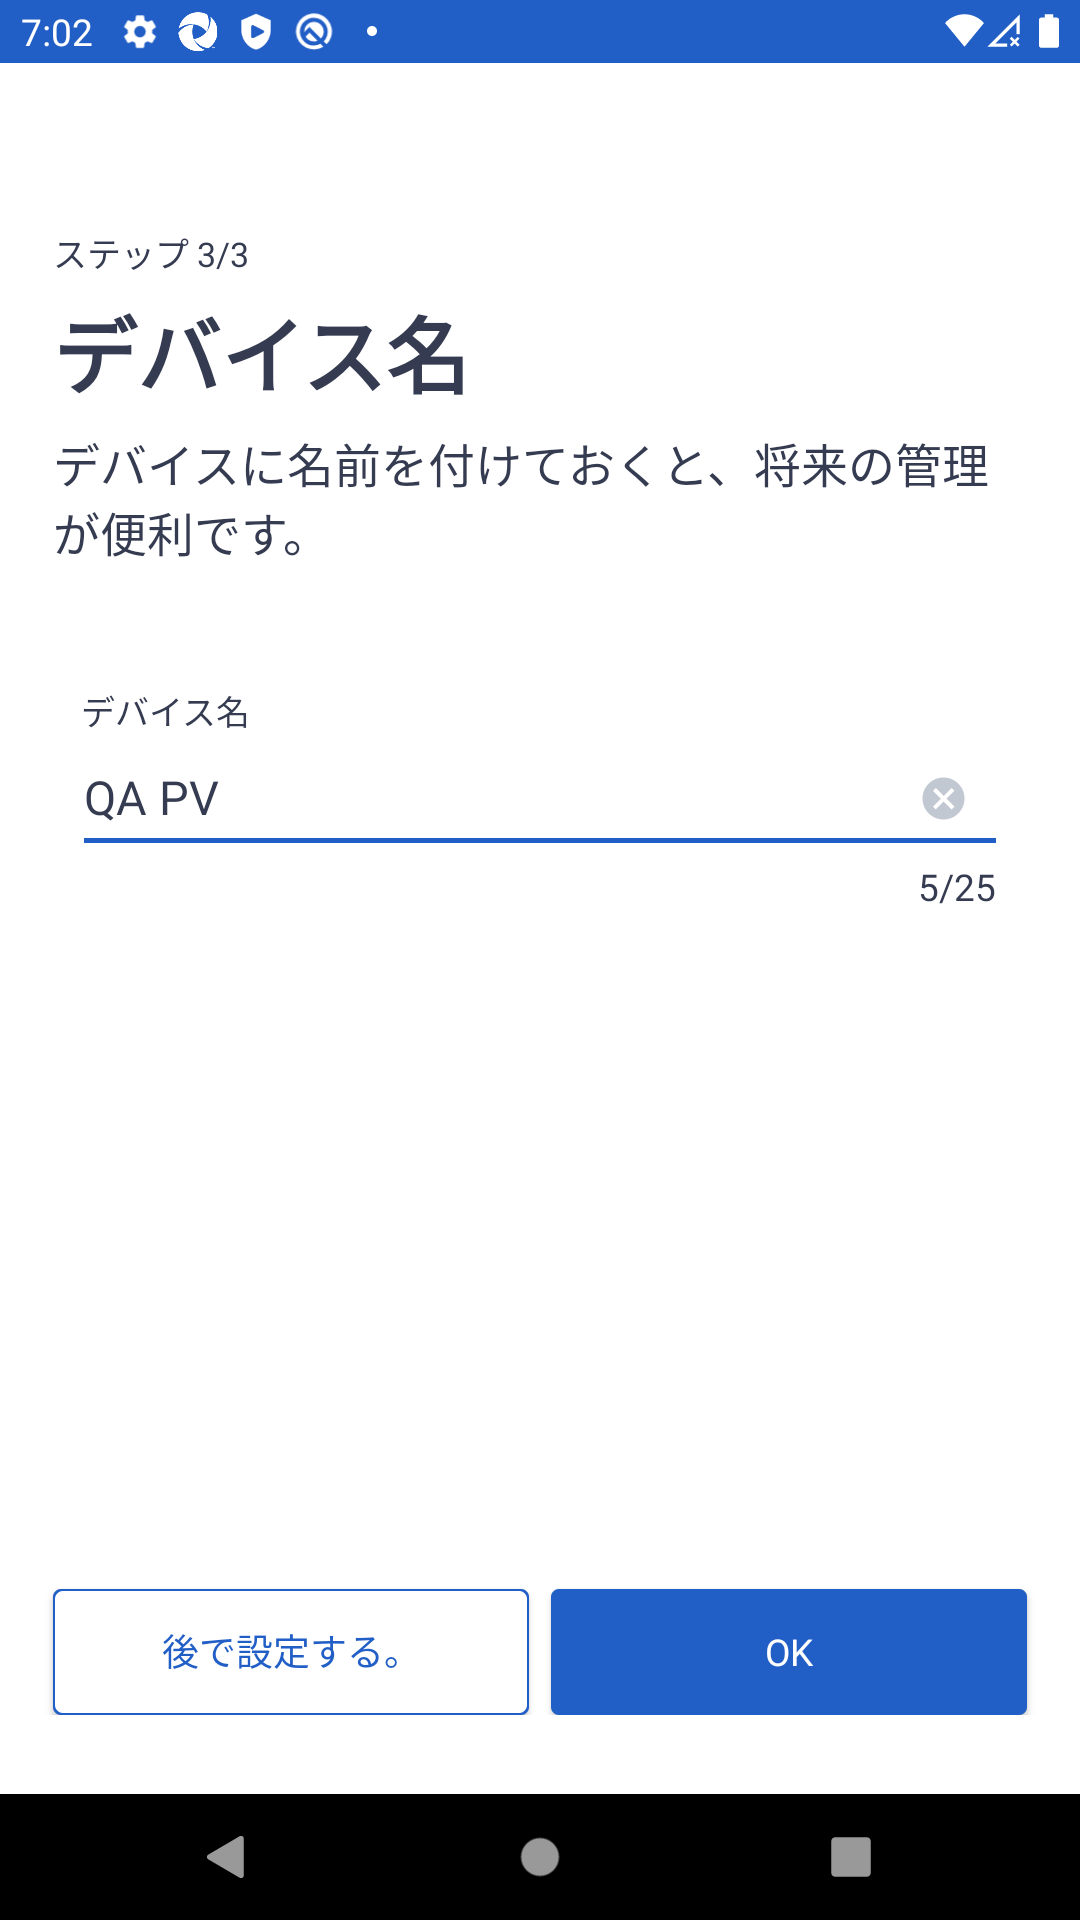 7:02
ステップ 3/3
デバイス名
デバイスに名前を付けておくと、将来の管理
が便利です。
デバイス名
QA PV
5/25
後で設定する。
OK